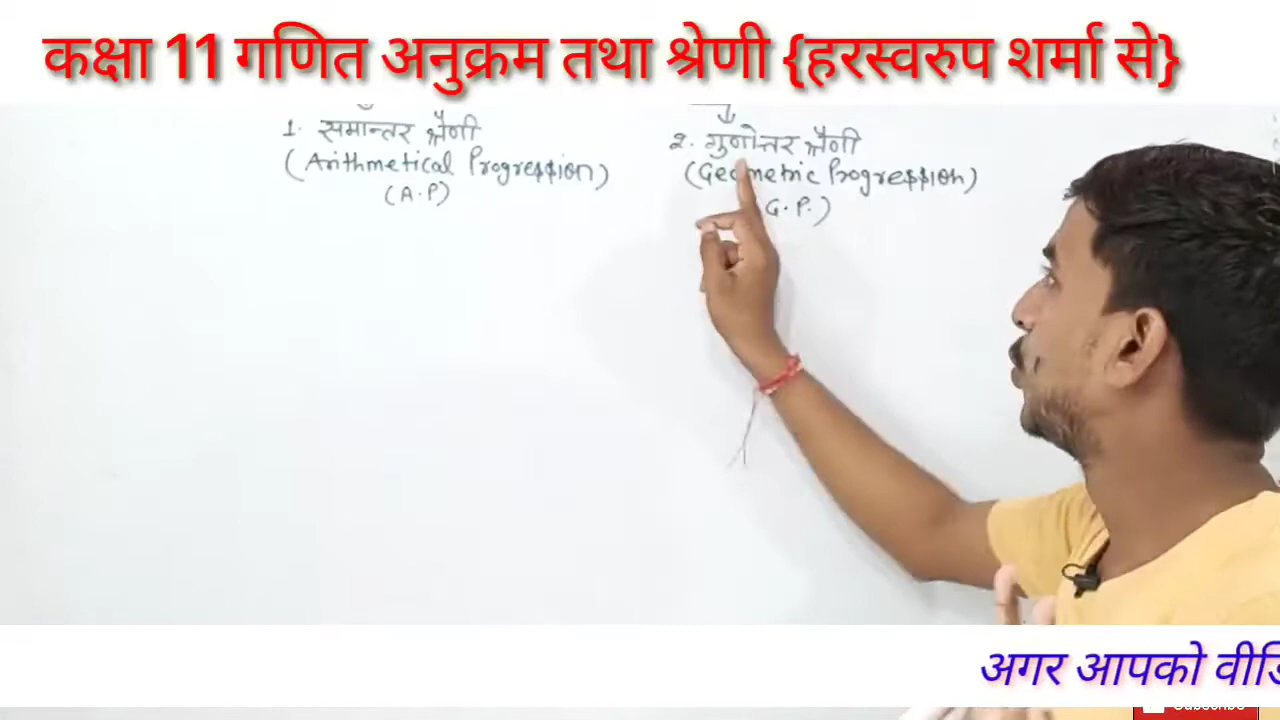 कक्षा 11 गणित अनुक्रम तथा श्रेणी {हरस्वरुप शर्मा से}
1. समान्तर श्रेणी
(Arithmetical Progression)
(A.P)
2. गुणोत्तर श्रेणी
(Geometric Progression)
G.P.)
अगर आपको
Subscribe